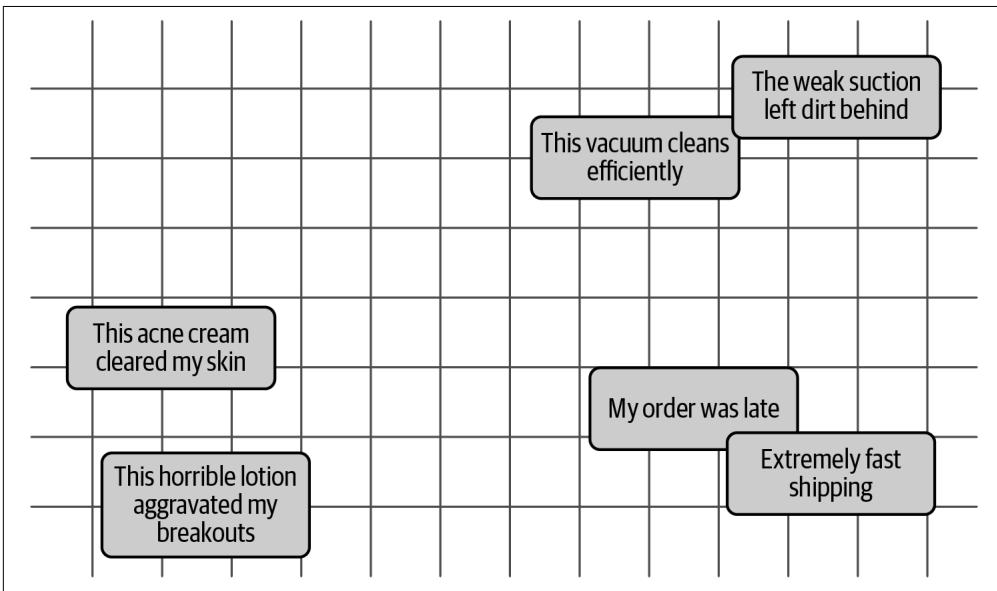 The weak suction
left dirt behind
This vacuum cleans
efficiently
This acne cream
cleared my skin
My order was late
Extremely fast
shipping
This horrible lotion
aggravated my
breakouts